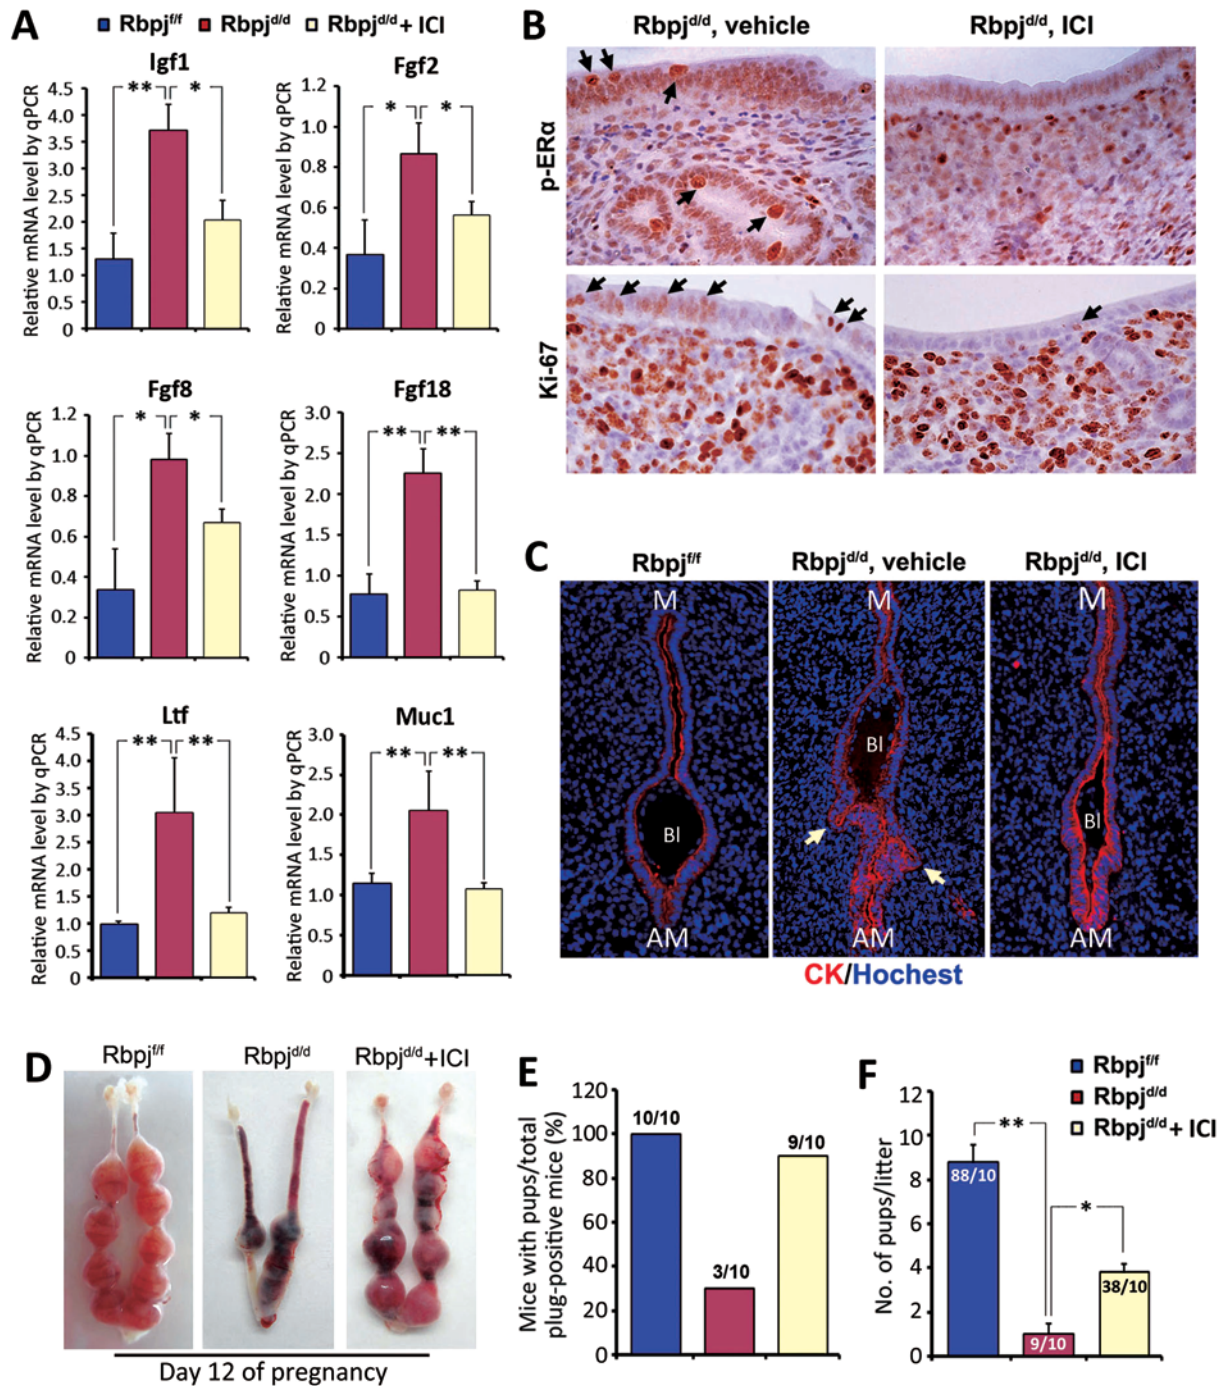 A
Rbpj^f/f Rbpj^d/d Rbpj^d/d + ICI
Igf1
Relative mRNA level by qPCR
4.5
4.0
3.5
3.0
2.5
2.0
1.5
1.0
0.5
0
** *
Fgf2
Relative mRNA level by qPCR
1.2
1.0
0.8
0.6
0.4
0.2
0
* *
Fgf8
Relative mRNA level by qPCR
1.2
1.0
0.8
0.6
0.4
0.2
0
* *
Fgf18
Relative mRNA level by qPCR
3.0
2.5
2.0
1.5
1.0
0.5
0
** **
Ltf
Relative mRNA level by qPCR
4.5
4.0
3.5
3.0
2.5
2.0
1.5
1.0
0.5
0
** **
Muc1
Relative mRNA level by qPCR
3.0
2.5
2.0
1.5
1.0
0.5
0
** **
B
Rbpj^d/d, vehicle Rbpj^d/d, ICI
p-ERα
Ki-67
C
Rbpj^f/f Rbpj^d/d, vehicle Rbpj^d/d, ICI
M M M
Bl Bl Bl
AM AM AM
CK/Hochest
D
Rbpj^f/f Rbpj^d/d Rbpj^d/d+ICI
Day 12 of pregnancy
E
Mice with pups/total
plug-positive mice (%)
120
100
80
60
40
20
0
10/10
3/10
9/10
F
Rbpj^f/f
Rbpj^d/d
Rbpj^d/d + ICI
No. of pups/litter
12
10
8
6
4
2
0
** *
88/10
9/10
38/10